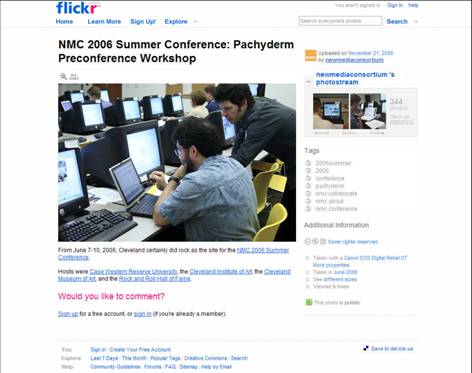 flickr
You aren't signed in Sign In Help
Home Learn More Sign Up! Explore
Search everyone's photos Search
NMC 2006 Summer Conference: Pachyderm
Preconference Workshop
ALL SIZES
Uploaded on November 21, 2006
by newmediaconsortium
newmediaconsortium 's
photostream
344
photos
Tags
2006summer
2006
conference
pachyderm
nmc collaborate
nmc about
nmc conference
Additional Information
Some rights reserved.
Taken with a Canon EOS Digital Rebel XT.
More properties
Taken in June 2006
See different sizes
Viewed 8 times
This photo is public
From June 7-10, 2006, Cleveland certainly did rock as the site for the NMC 2006 Summer
Conference.
Hosts were Case Western Reserve University, the Cleveland Institute of Art, the Cleveland
Museum of Art, and the Rock and Roll Hall of Fame.
Would you like to comment?
Sign up for a free account, or sign in (if you're already a member).
You: Sign in | Create Your Free Account
Explore: Last 7 Days | This Month | Popular Tags | Creative Commons | Search
Help: Community Guidelines | Forums | FAQ | Sitemap | Help by Email
Save to del.icio.us